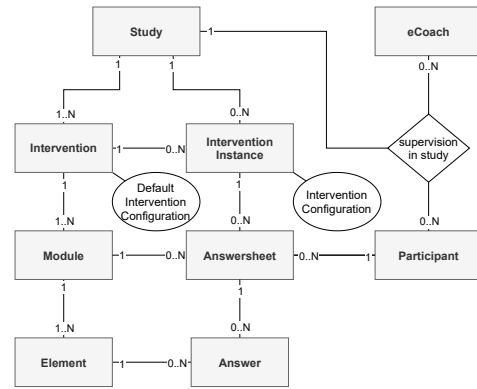 Study
1
eCoach
1
1
0..N
1..N
0..N
Intervention
1
0..N
Intervention
Instance
supervision
in study
Default
Intervention
Configuration
Intervention
Configuration
1
1
1..N
0..N
0..N
Module
1
0..N
Answersheet
0..N
1
Participant
1
1
1..N
0..N
Element
1
0..N
Answer